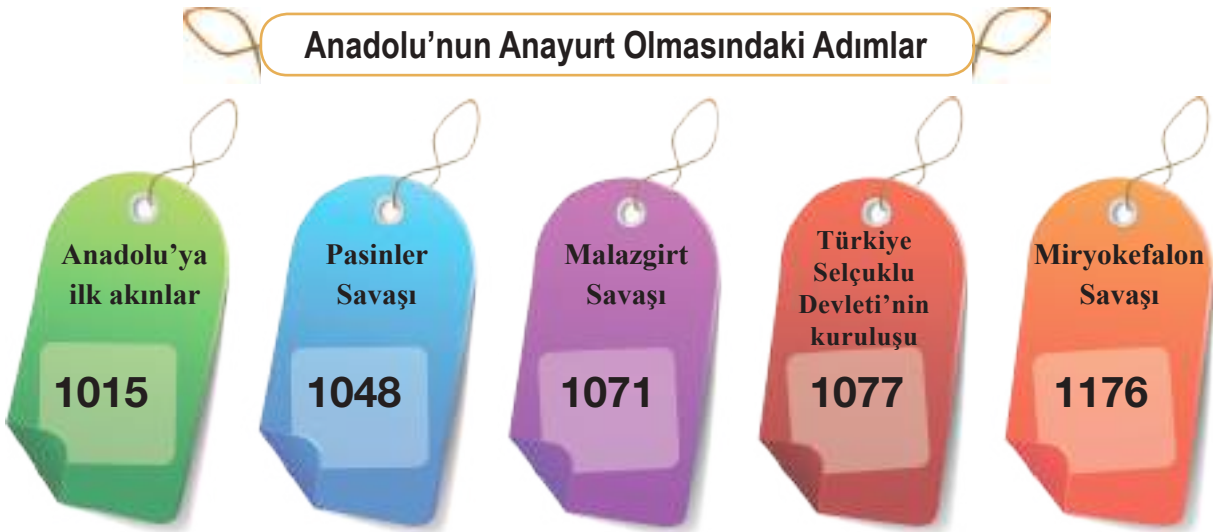 Anadolu’nun Anayurt Olmasındaki Adımlar
Anadolu’ya
ilk akınlar
1015
Pasinler
Savaşı
1048
Malazgirt
Savaşı
1071
Türkiye
Selçuklu
Devleti’nin
kuruluşu
1077
Miryokefalon
Savaşı
1176